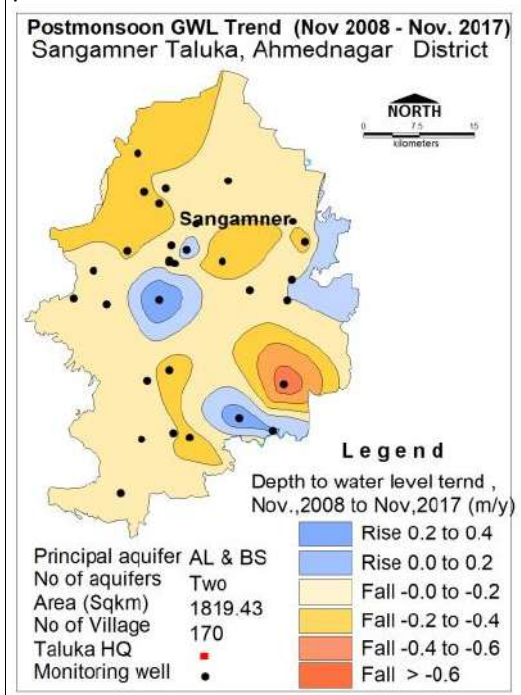 Postmonsoon GWL Trend (Nov 2008 - Nov. 2017)
Sangamner Taluka, Ahmednagar District
NORTH
0 7.5 15
kilometers
Sangamner
Legend
Depth to water level ternd ,
Nov.,2008 to Nov,2017 (m/y)
Rise 0.2 to 0.4
Rise 0.0 to 0.2
Fall -0.0 to -0.2
Fall -0.2 to -0.4
Fall -0.4 to -0.6
Fall > -0.6
Principal aquifer AL & BS
No of aquifers Two
Area (Sqkm) 1819.43
No of Village 170
Taluka HQ
Monitoring well